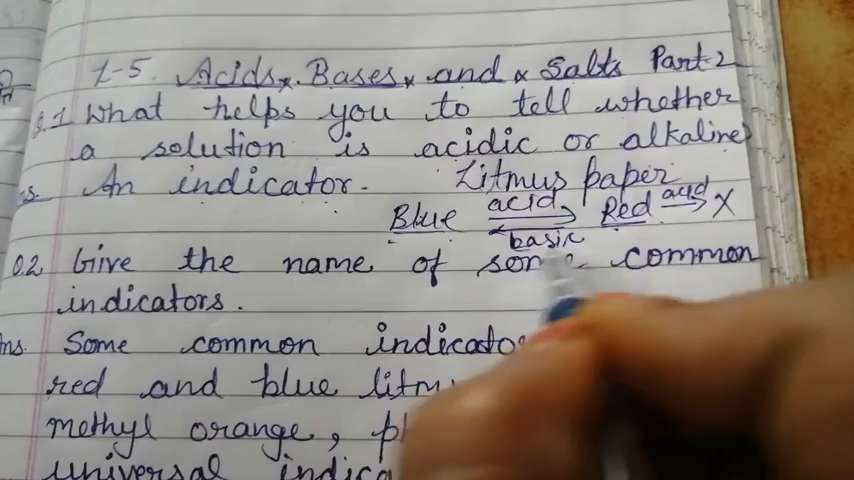 L-5. Acids, Bases, and Salts Part-2
Q.1 What helps you to tell whether
a solution is acidic or alkaline?
Ans. An indicator. Litmus paper
Blue acid ⇌ basic Red acid → X
Q.2 Give the name of some common
indicators.
Ans. Some common
red and blue
methyl orange,
universal